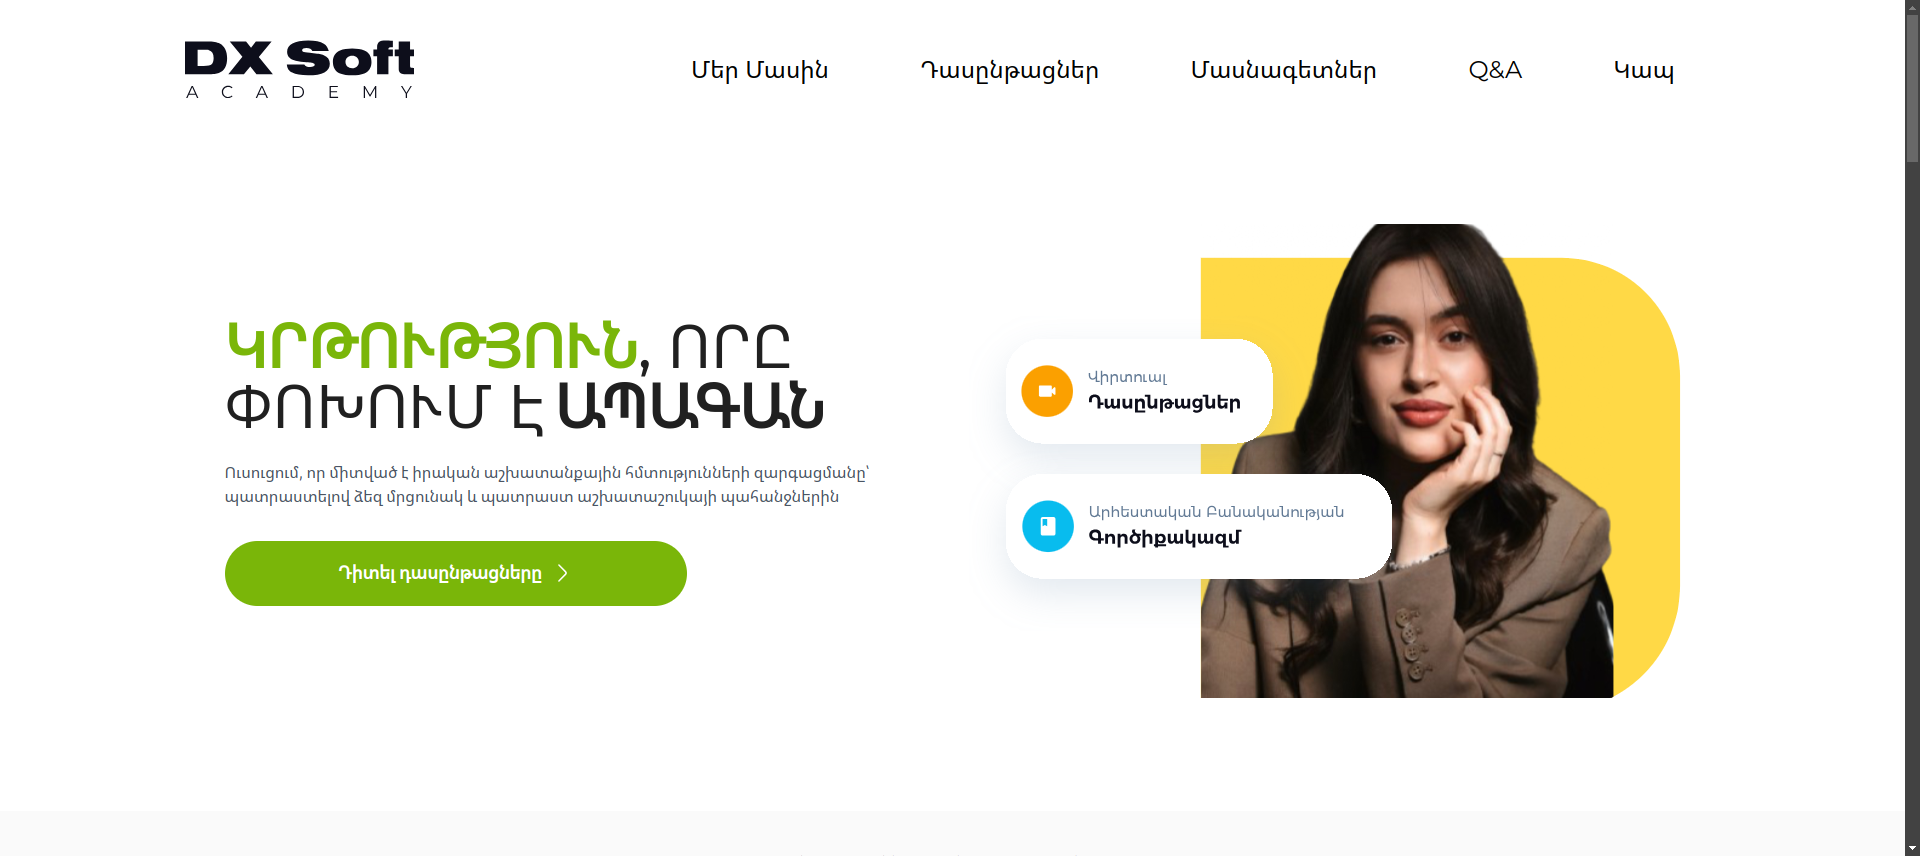 DX Soft
ACADEMY
Մեր Մասին
Դասընթացներ
Մասնագետներ
Q&A
Կապ
ԿՐԹՈՒԹՅՈՒՆ, ՈՐԸ
ՓՈԽՈՒՄ Է ԱՊԱԳԱՆ
Ուսուցում, որ միտված է իրական աշխատանքային հմտությունների զարգացմանը՝
պատրաստելով ձեզ մրցունակ և պատրաստ աշխատաշուկայի պահանջներին
Դիտել դասընթացները
Վիրտուալ
Դասընթացներ
Արհեստական Բանականության
Գործիքակազմ